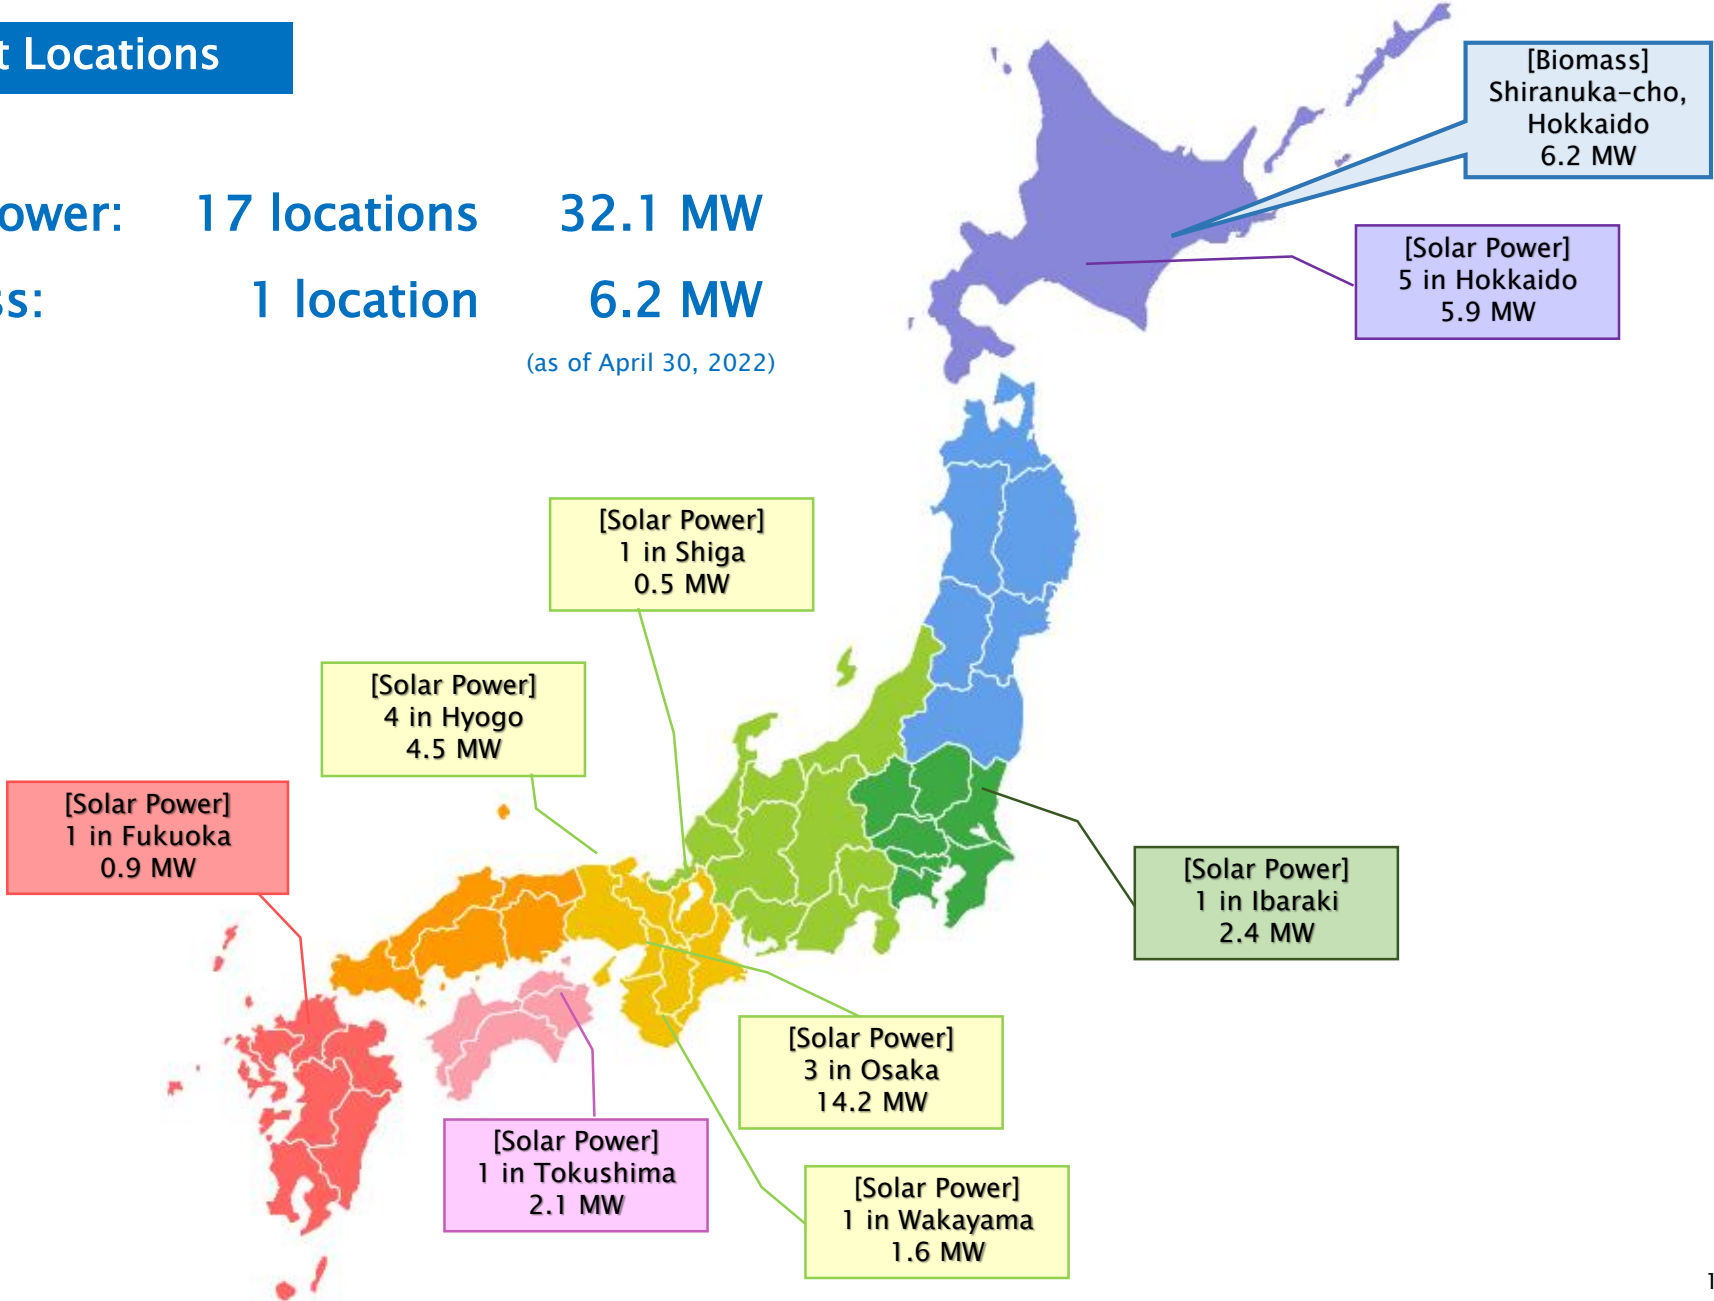 t Locations
ower: 17 locations 32.1 MW
ss: 1 location 6.2 MW
(as of April 30, 2022)
[Biomass]
Shiranuka-cho,
Hokkaido
6.2 MW
[Solar Power]
5 in Hokkaido
5.9 MW
[Solar Power]
1 in Shiga
0.5 MW
[Solar Power]
4 in Hyogo
4.5 MW
[Solar Power]
1 in Fukuoka
0.9 MW
[Solar Power]
1 in Ibaraki
2.4 MW
[Solar Power]
3 in Osaka
14.2 MW
[Solar Power]
1 in Tokushima
2.1 MW
[Solar Power]
1 in Wakayama
1.6 MW
1